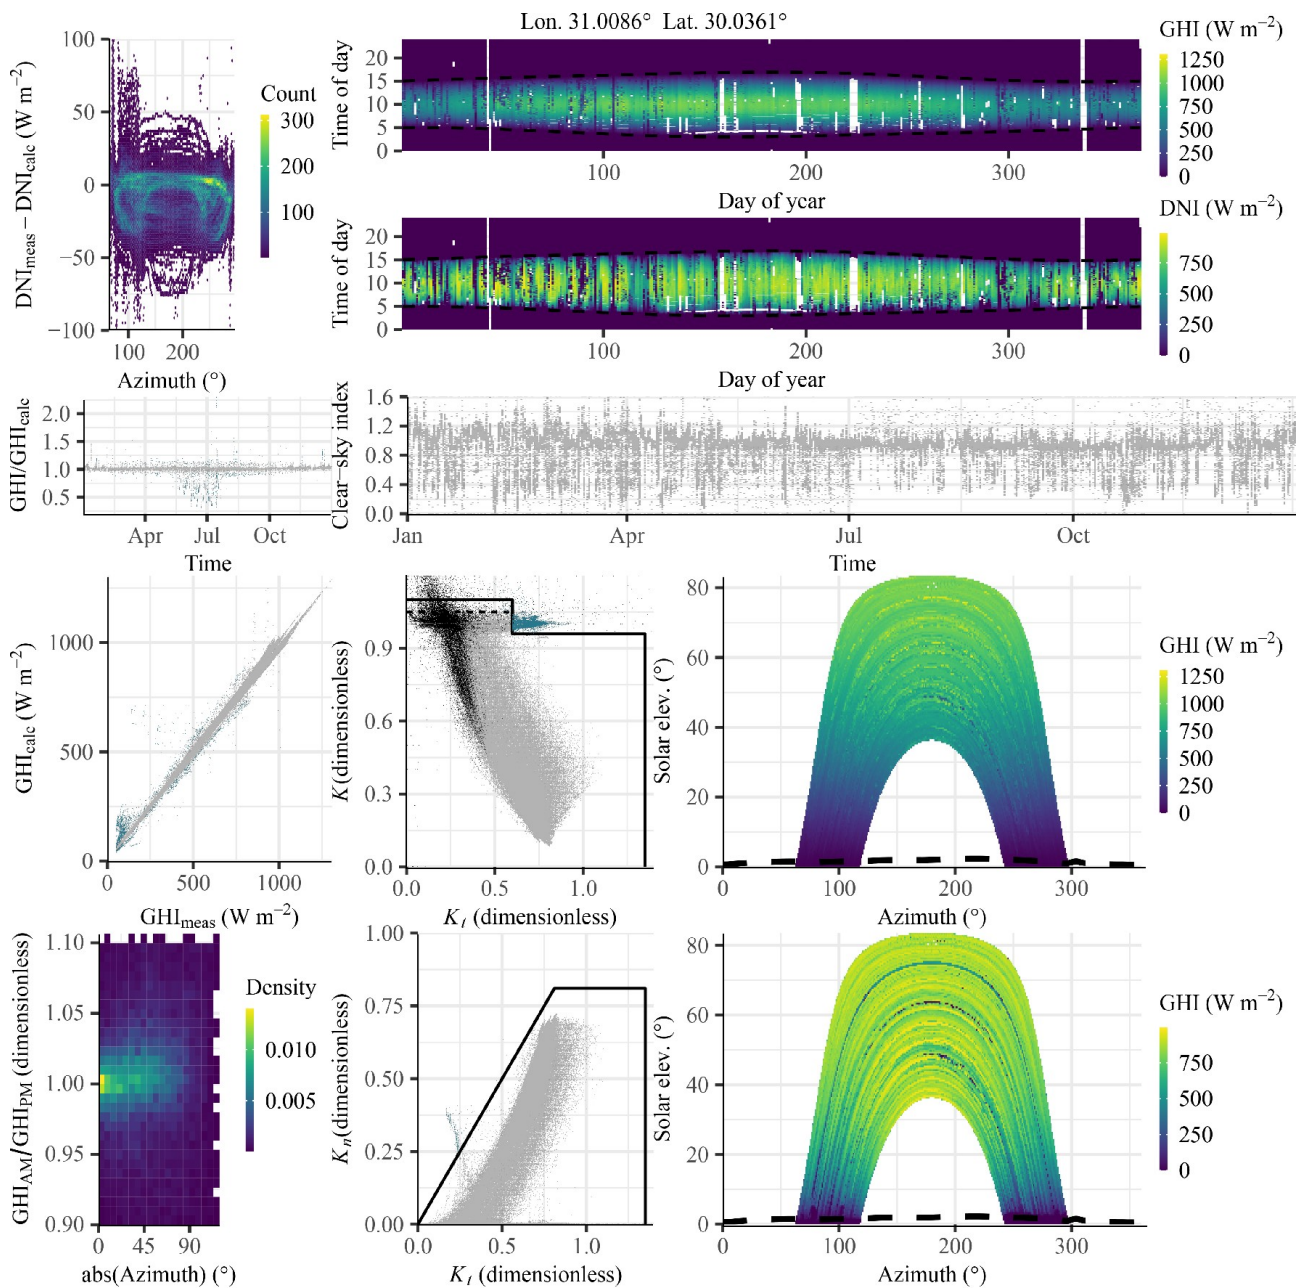 Lon. 31.0086° Lat. 30.0361°
DNI_meas − DNI_calc (W m⁻²)
100
50
0
−50
−100
100 200
Azimuth (°)
Count
300
200
100
Time of day
20
15
10
5
0
100 200 300
Day of year
GHI (W m⁻²)
1250
1000
750
500
250
0
Time of day
20
15
10
5
0
100 200 300
Day of year
DNI (W m⁻²)
750
500
250
0
GHI/GHI_calc
2.0
1.5
1.0
0.5
Apr Jul Oct
Time
Clear−sky index
1.6
1.2
0.8
0.4
0.0
Jan Apr Jul Oct
Time
GHI_calc (W m⁻²)
1000
500
0
0 500 1000
GHI_meas (W m⁻²)
K(dimensionless)
0.9
0.6
0.3
0.0
0.0 0.5 1.0
K_t (dimensionless)
Solar elev. (°)
80
60
40
20
0
0 100 200 300
Azimuth (°)
GHI (W m⁻²)
1250
1000
750
500
250
0
GHI_AM/GHI_PM (dimensionless)
1.10
1.05
1.00
0.95
0.90
0 45 90
abs(Azimuth) (°)
Density
0.010
0.005
K_n(dimensionless)
1.00
0.75
0.50
0.25
0.00
0.0 0.5 1.0
K_t (dimensionless)
Solar elev. (°)
80
60
40
20
0
0 100 200 300
Azimuth (°)
GHI (W m⁻²)
750
500
250
0